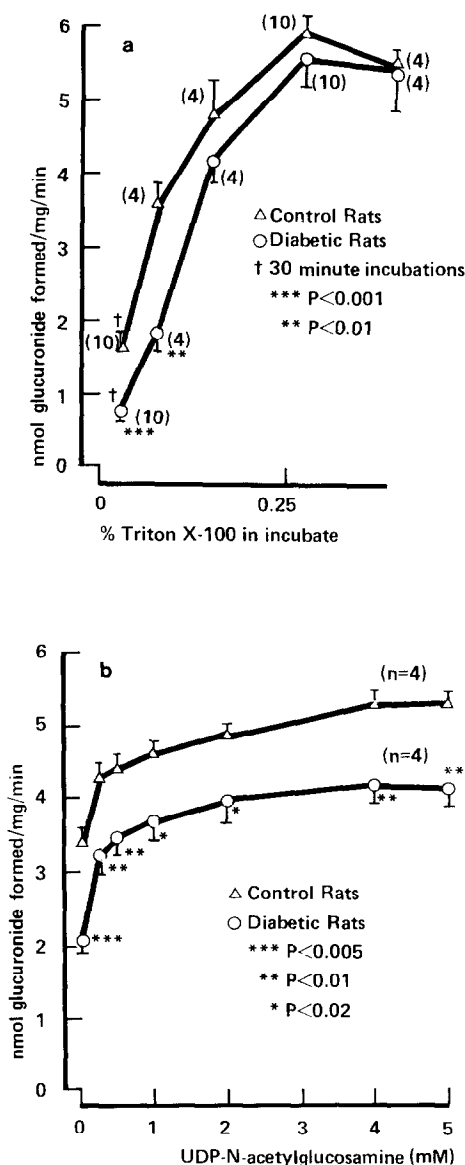 a
6
5
4
3
2
1
0
nmol glucuronide formed/mg/min
(10)
(4)
(4)
(10)
(4)
(4)
(4)
† 
(10)
(4)
**
†
(10)
***
△ Control Rats
○ Diabetic Rats
† 30 minute incubations
*** P<0.001
** P<0.01
0
0.25
% Triton X-100 in incubate
b
6
5
4
3
2
1
0
nmol glucuronide formed/mg/min
(n=4)
(n=4)
**
**
*
*
**
**
***
△ Control Rats
○ Diabetic Rats
*** P<0.005
** P<0.01
* P<0.02
0
1
2
3
4
5
UDP-N-acetylglucosamine (mM)